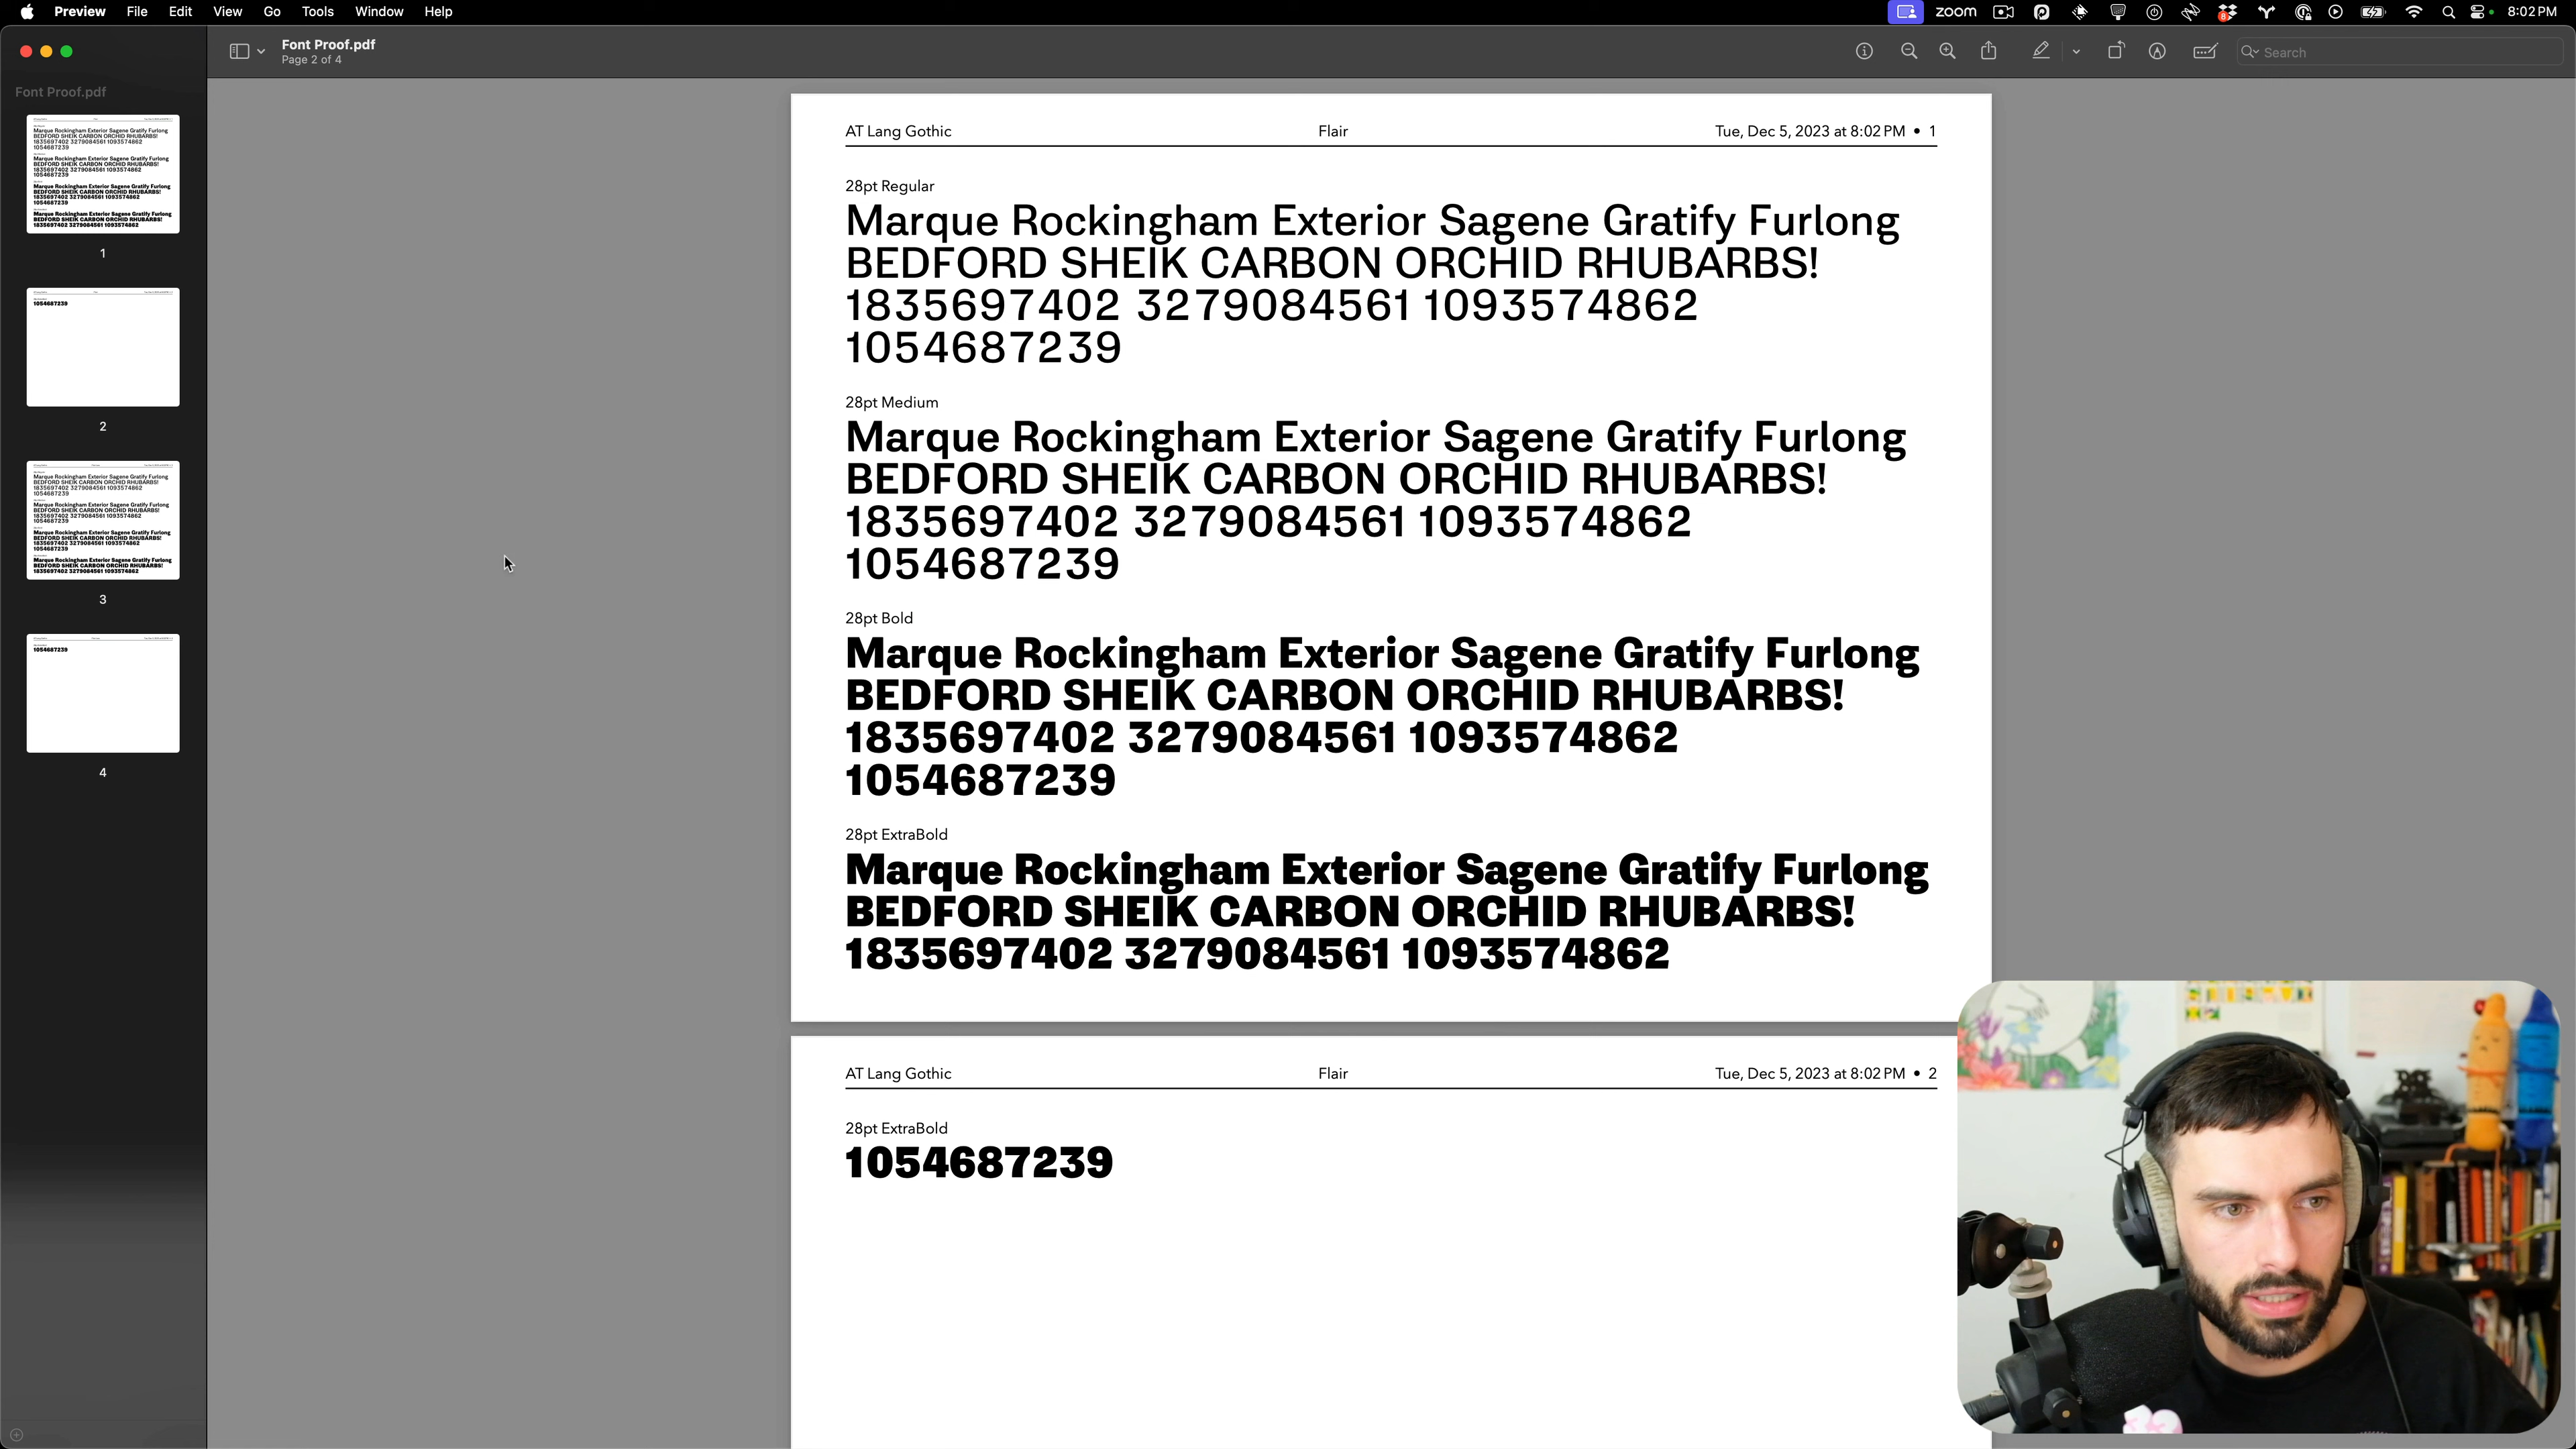 Preview File Edit View Go Tools Window Help
zoom
8:02 PM
Font Proof.pdf
Page 2 of 4
Search
Font Proof.pdf
1
2
3
4
AT Lang Gothic Flair Tue, Dec 5, 2023 at 8:02 PM • 1
28pt Regular
Marque Rockingham Exterior Sagene Gratify Furlong
BEDFORD SHEIK CARBON ORCHID RHUBARBS!
1835697402 3279084561 1093574862
1054687239
28pt Medium
Marque Rockingham Exterior Sagene Gratify Furlong
BEDFORD SHEIK CARBON ORCHID RHUBARBS!
1835697402 3279084561 1093574862
1054687239
28pt Bold
Marque Rockingham Exterior Sagene Gratify Furlong
BEDFORD SHEIK CARBON ORCHID RHUBARBS!
1835697402 3279084561 1093574862
1054687239
28pt ExtraBold
Marque Rockingham Exterior Sagene Gratify Furlong
BEDFORD SHEIK CARBON ORCHID RHUBARBS!
1835697402 3279084561 1093574862
AT Lang Gothic Flair Tue, Dec 5, 2023 at 8:02 PM • 2
28pt ExtraBold
1054687239